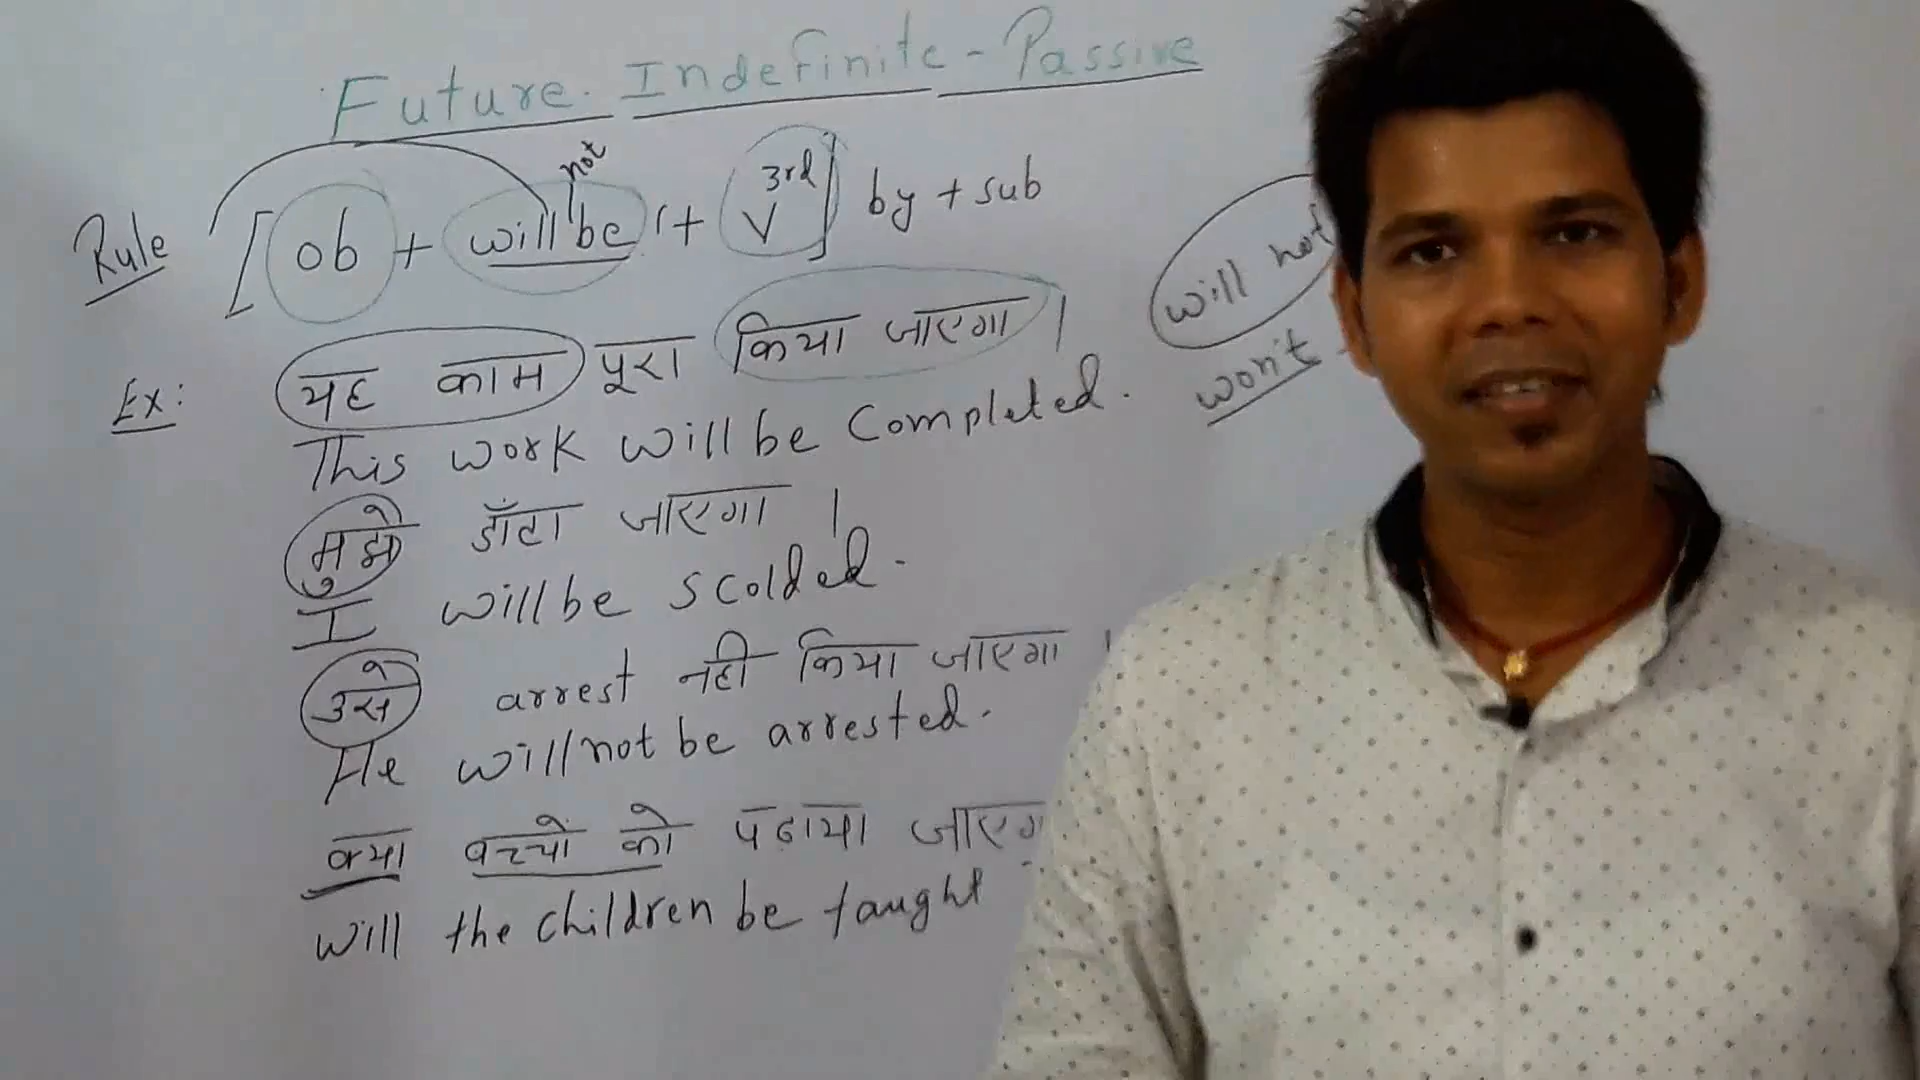 Future Indefinite - Passive
not
Rule [ob + will be + V 3rd] by + sub
will not
won't
Ex: यह काम पूरा किया जाएगा ।
This work will be Completed.
मुझे डाँटा जाएगा ।
I will be scolded.
उसे arrest नही किया जाएगा ।
He will not be arrested.
क्या बच्चो को पढाया जाएग
Will the children be taught